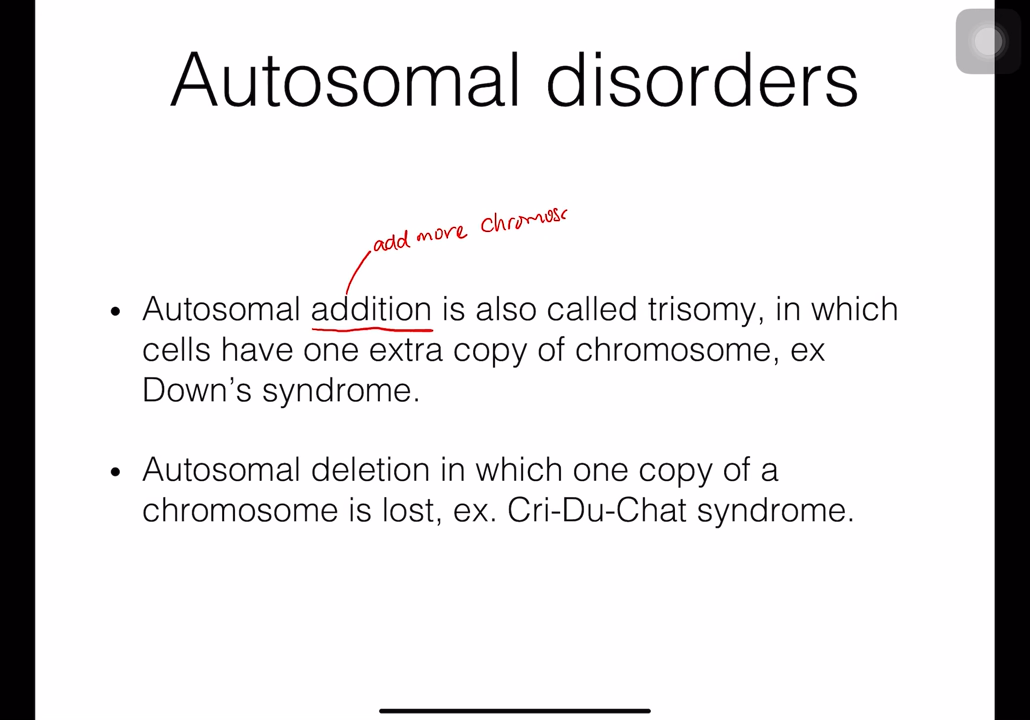 Autosomal disorders
add more chromoso
• Autosomal addition is also called trisomy, in which
cells have one extra copy of chromosome, ex
Down's syndrome.
• Autosomal deletion in which one copy of a
chromosome is lost, ex. Cri-Du-Chat syndrome.